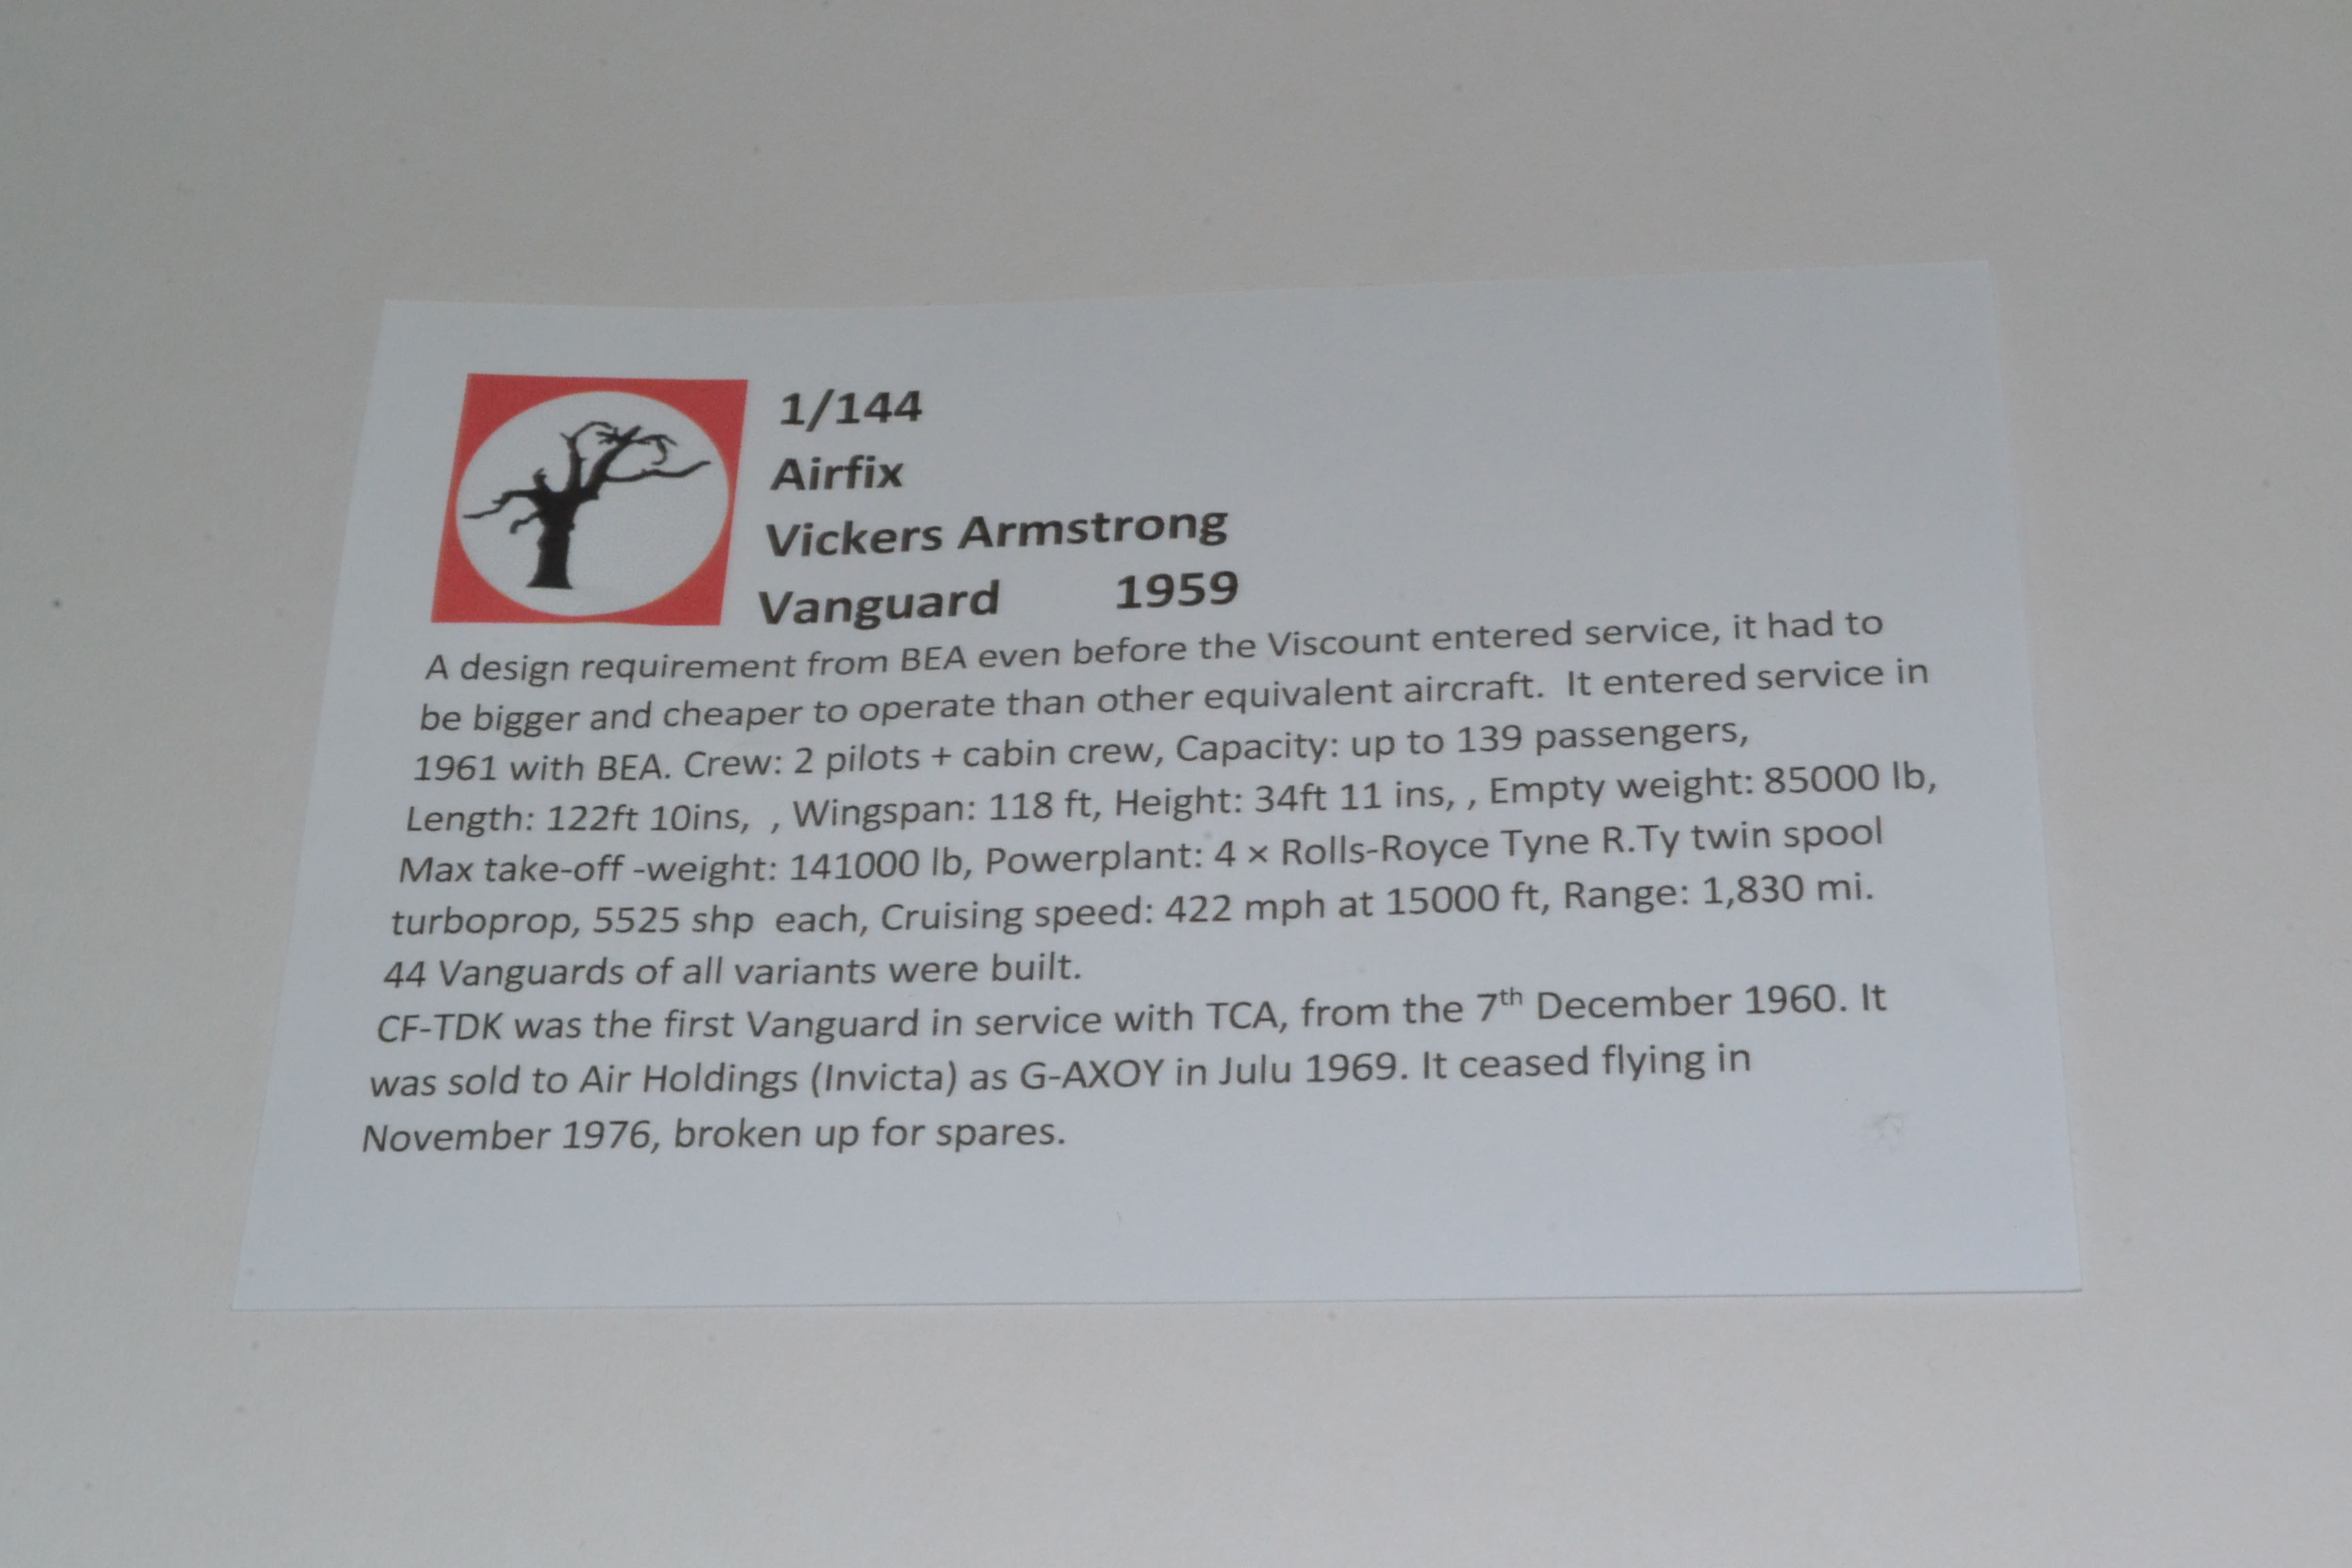 1/144
Airfix
Vickers Armstrong
Vanguard 1959
A design requirement from BEA even before the Viscount entered service, it had to
be bigger and cheaper to operate than other equivalent aircraft. It entered service in
1961 with BEA. Crew: 2 pilots + cabin crew, Capacity: up to 139 passengers,
Length: 122ft 10ins, , Wingspan: 118 ft, Height: 34ft 11 ins, , Empty weight: 85000 lb,
Max take-off -weight: 141000 lb, Powerplant: 4 × Rolls-Royce Tyne R.Ty twin spool
turboprop, 5525 shp each, Cruising speed: 422 mph at 15000 ft, Range: 1,830 mi.
44 Vanguards of all variants were built.
CF-TDK was the first Vanguard in service with TCA, from the 7th December 1960. It
was sold to Air Holdings (Invicta) as G-AXOY in Julu 1969. It ceased flying in
November 1976, broken up for spares.